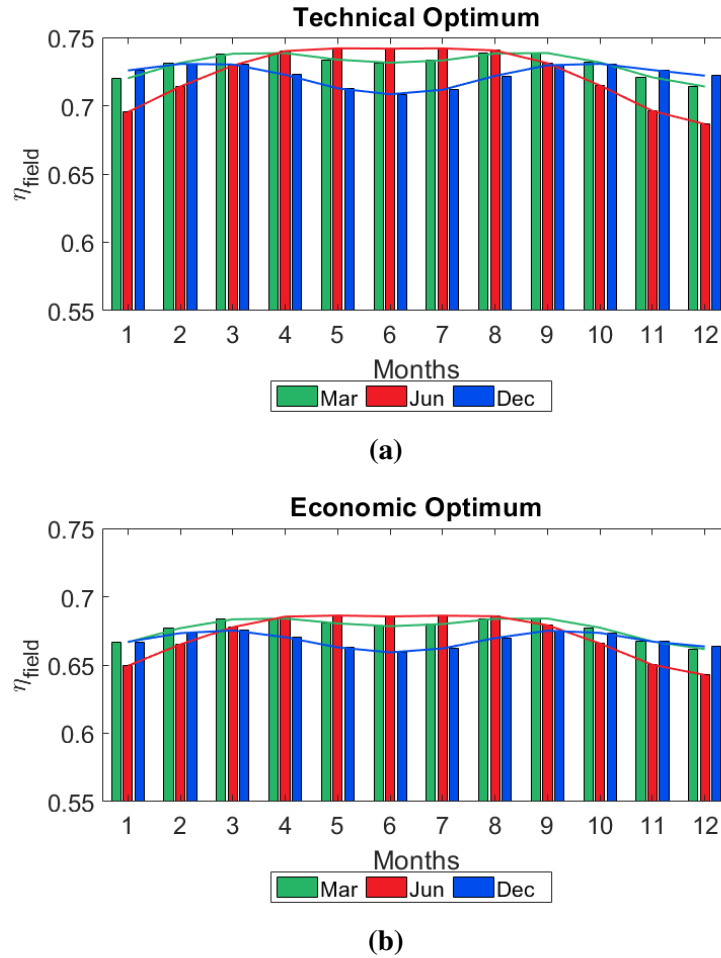 Technical Optimum
0.75
0.7
0.65
0.6
0.55
η_field
1 2 3 4 5 6 7 8 9 10 11 12
Months
Mar Jun Dec
(a)
Economic Optimum
0.75
0.7
0.65
0.6
0.55
η_field
1 2 3 4 5 6 7 8 9 10 11 12
Months
Mar Jun Dec
(b)